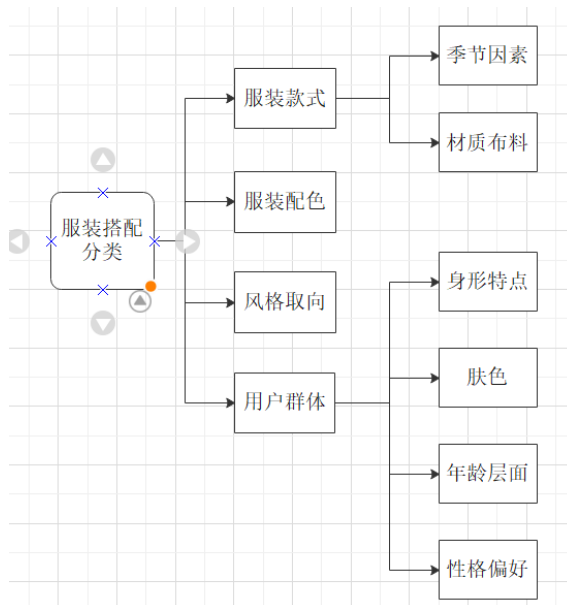 服装搭配
分类
服装款式
季节因素
材质布料
服装配色
风格取向
用户群体
身形特点
肤色
年龄层面
性格偏好